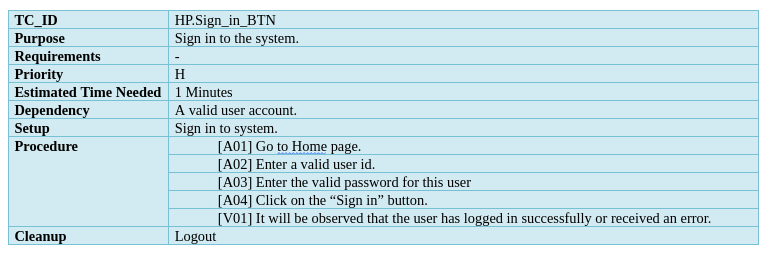 TC_ID HP.Sign_in_BTN
Purpose Sign in to the system.
Requirements -
Priority H
Estimated Time Needed 1 Minutes
Dependency A valid user account.
Setup Sign in to system.
Procedure [A01] Go to Home page.
[A02] Enter a valid user id.
[A03] Enter the valid password for this user
[A04] Click on the “Sign in” button.
[V01] It will be observed that the user has logged in successfully or received an error.
Cleanup Logout